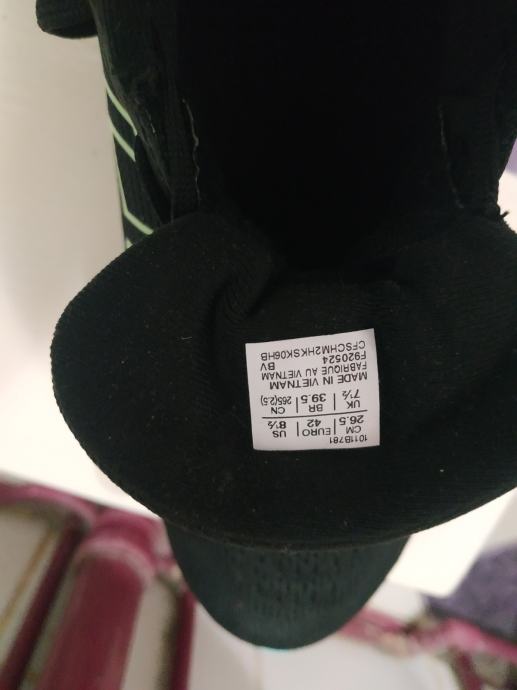 1011B781
CM | EURO | US
26.5 | 42 | 8½
UK | BR | CN
7½ | 39.5 | 265(2.5)
MADE IN VIETNAM
FABRIQUE AU VIETNAM
F920524 BV
CFSCHM2HKSK06HB